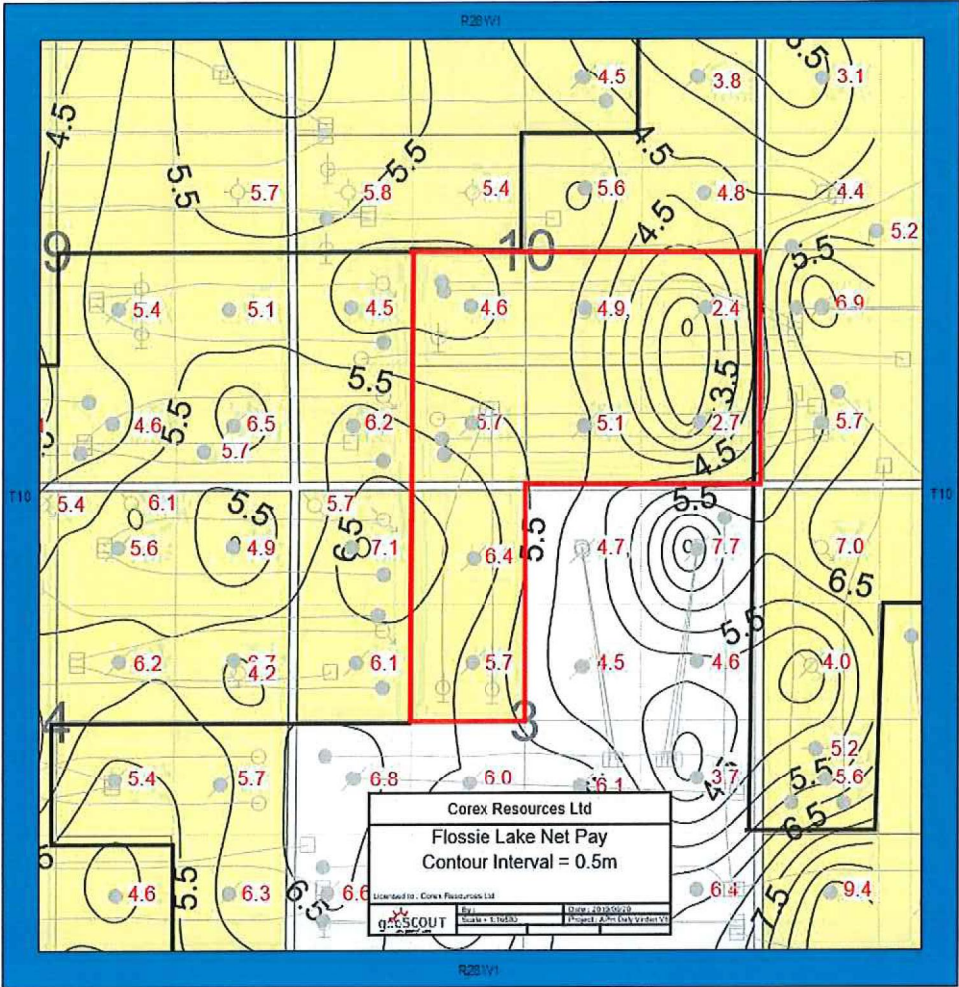 R28W1
5.5
4.5 3.8 3.1
4.5
4.5
5.5
5.5
5.7 5.8 5.4 5.6 4.8 4.4
4.5
5.2
9 10
5.5
5.4 5.1 4.5 4.6 4.9 2.4 6.9
5.5
3.5
4.6 5.5 6.5 6.2 5.7 5.1 2.7 5.7
5.7
4.5
T10 5.4 6.1 5.5 5.7 5.5 T10
5.6 4.9 6.5 7.1 6.4 5.5 4.7 7.7 7.0
6.5
5.5
6.2 6.1 5.7 4.5 4.6 4.0
4.2
4 3
5.2
5.4 5.7 6.8 6.0 6.1 3.7 5.5 5.6
6.5
4.6 5.5 6.3 6.5 6.6 6.4 7.5 9.4
Corex Resources Ltd
Flossie Lake Net Pay
Contour Interval = 0.5m
Licensed to : Corex Resources Ltd
By :
R28W1